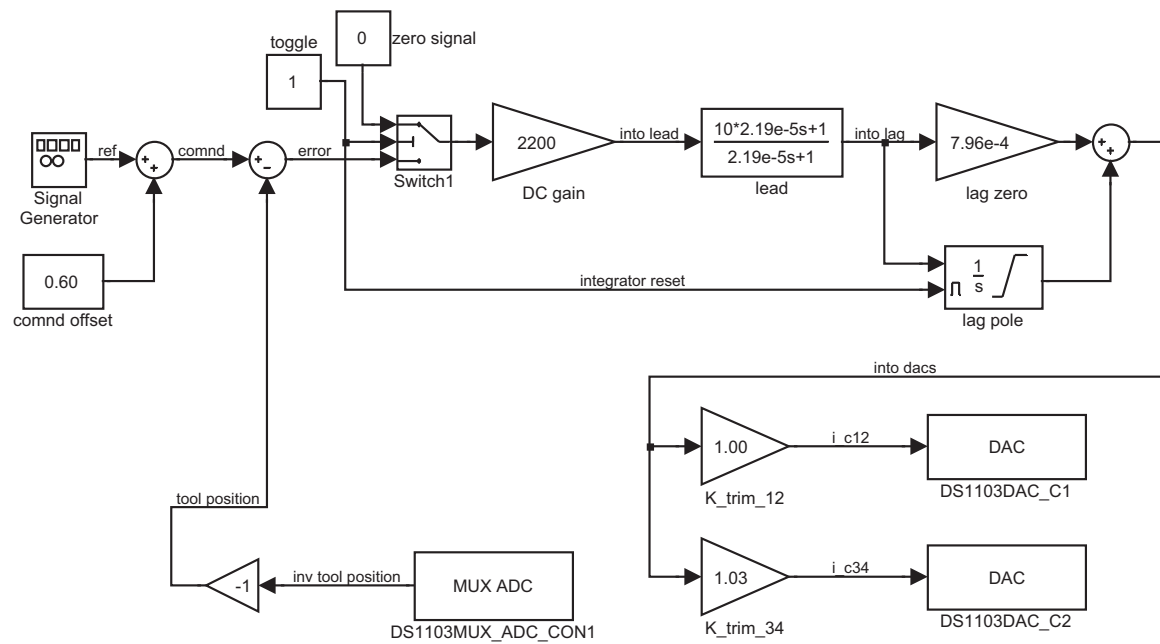 toggle
0
zero signal
1
ref
+
+
comnd
+
−
error
Signal
Generator
Switch1
2200
DC gain
into lead
10*2.19e-5s+1
2.19e-5s+1
lead
into lag
7.96e-4
lag zero
+
+
0.60
comnd offset
integrator reset
1
s
lag pole
into dacs
1.00
K_trim_12
i_c12
DAC
DS1103DAC_C1
tool position
-1
inv tool position
MUX ADC
DS1103MUX_ADC_CON1
1.03
K_trim_34
i_c34
DAC
DS1103DAC_C2